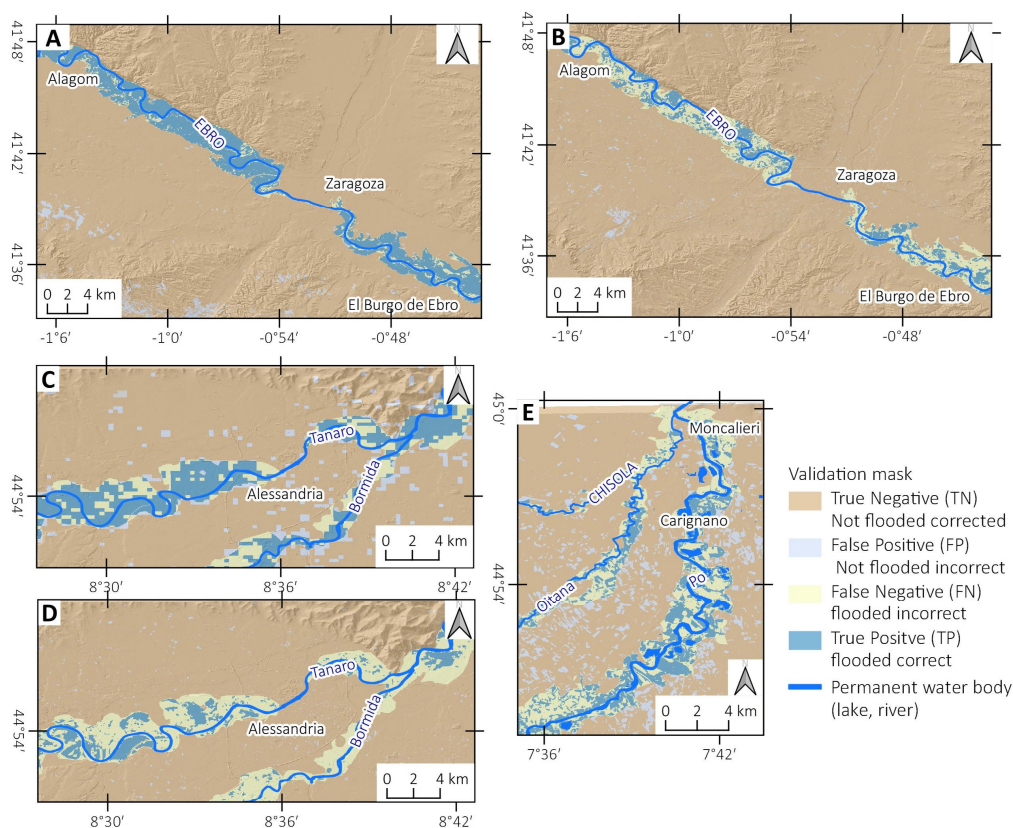 A
N
41°48′
41°42′
41°36′
Alagom
EBRO
Zaragoza
El Burgo de Ebro
0 2 4 km
-1°6′ -1°0′ -0°54′ -0°48′
B
N
41°48′
41°42′
41°36′
Alagom
EBRO
Zaragoza
El Burgo de Ebro
0 2 4 km
-1°6′ -1°0′ -0°54′ -0°48′
C
N
44°54′
Tanaro
Alessandria
Bormida
0 2 4 km
8°30′ 8°36′ 8°42′
D
N
44°54′
Tanaro
Alessandria
Bormida
0 2 4 km
8°30′ 8°36′ 8°42′
E
45°0′
44°54′
Moncalieri
CHISOLA
Carignano
Oitana
Po
N
0 2 4 km
7°36′ 7°42′
Validation mask
True Negative (TN)
Not flooded corrected
False Positive (FP)
Not flooded incorrect
False Negative (FN)
flooded incorrect
True Positve (TP)
flooded correct
Permanent water body
(lake, river)